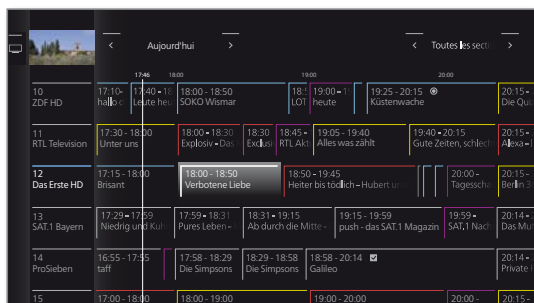 Aujourd'hui
Toutes les secti
17:46 18:00 19:00 20:00
10 17:10- 17:40 - 18 18:00 - 18:50 18:5 19:00 - 1 19:25 - 20:15 20:15 -
ZDF HD hallo d Leute heu SOKO Wismar LOT heute Küstenwache Die Qui
11 17:30 - 18:00 18:00 - 18:30 18:30 18:45 - 19:05 - 19:40 19:40 - 20:15 20:15 -
RTL Television Unter uns Explosiv - Das Exclusi RTL Akt Alles was zählt Gute Zeiten, schlech Alexa - I
12 17:15 - 18:00 18:00 - 18:50 18:50 - 19:45 20:00 - 20:15 -
Das Erste HD Brisant Verbotene Liebe Heiter bis tödlich - Hubert un Tagesscha Berlin
13 17:29 - 17:59 17:59 - 18:31 18:31 - 19:15 19:15 - 19:59 19:59 - 20:14 -
SAT.1 Bayern Niedrig und Kuh Pures Leben - Ab durch die Mitte - push - das SAT.1 Magazin SAT.1 Nach Das Mu
14 16:55 - 17:55 17:58 - 18:29 18:29 - 18:58 18:58 - 20:14 20:14 -
ProSieben taff Die Simpsons Die Simpsons Galileo Private
15 17:00 - 18:00 18:00 - 19:00 19:00 - 20:00 20:00 - 20:15 -